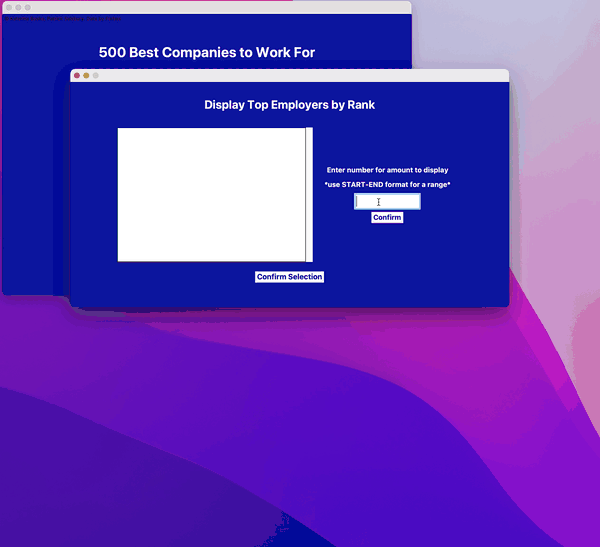 500 Best Companies to Work For
Display Top Employers by Rank
Enter number for amount to display
*use START-END format for a range*
Confirm
Confirm Selection